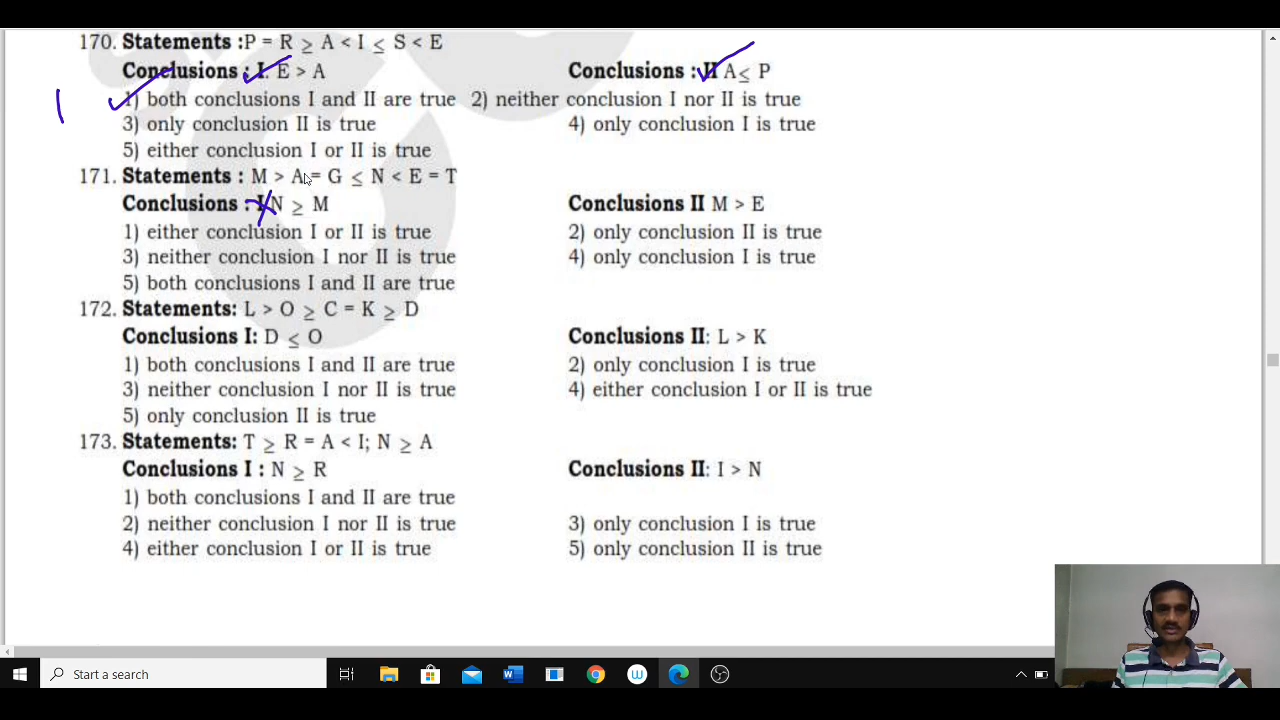 170. Statements :P = R ≥ A < I ≤ S < E
Conclusions : I. E > A Conclusions : II A ≤ P
1) both conclusions I and II are true 2) neither conclusion I nor II is true
3) only conclusion II is true 4) only conclusion I is true
5) either conclusion I or II is true
171. Statements : M > A = G ≤ N < E = T
Conclusions : I N ≥ M Conclusions II M > E
1) either conclusion I or II is true 2) only conclusion II is true
3) neither conclusion I nor II is true 4) only conclusion I is true
5) both conclusions I and II are true
172. Statements: L > O ≥ C = K ≥ D
Conclusions I: D ≤ O Conclusions II: L > K
1) both conclusions I and II are true 2) only conclusion I is true
3) neither conclusion I nor II is true 4) either conclusion I or II is true
5) only conclusion II is true
173. Statements: T ≥ R = A < I; N ≥ A
Conclusions I : N ≥ R Conclusions II: I > N
1) both conclusions I and II are true
2) neither conclusion I nor II is true 3) only conclusion I is true
4) either conclusion I or II is true 5) only conclusion II is true
Start a search